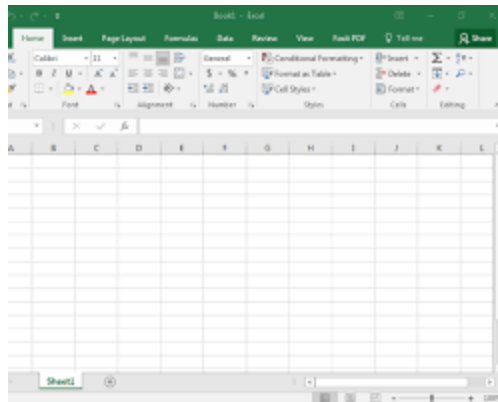 Book1 - Excel
Home Insert Page Layout Formulas Data Review View Foxit PDF Tell me Share
Calibri 11 General Conditional Formatting Insert
B I U A A $ % Format as Table Delete
A Cell Styles Format
Font Alignment Number Styles Cells Editing
fx
A B C D E F G H I J K L
Sheet1